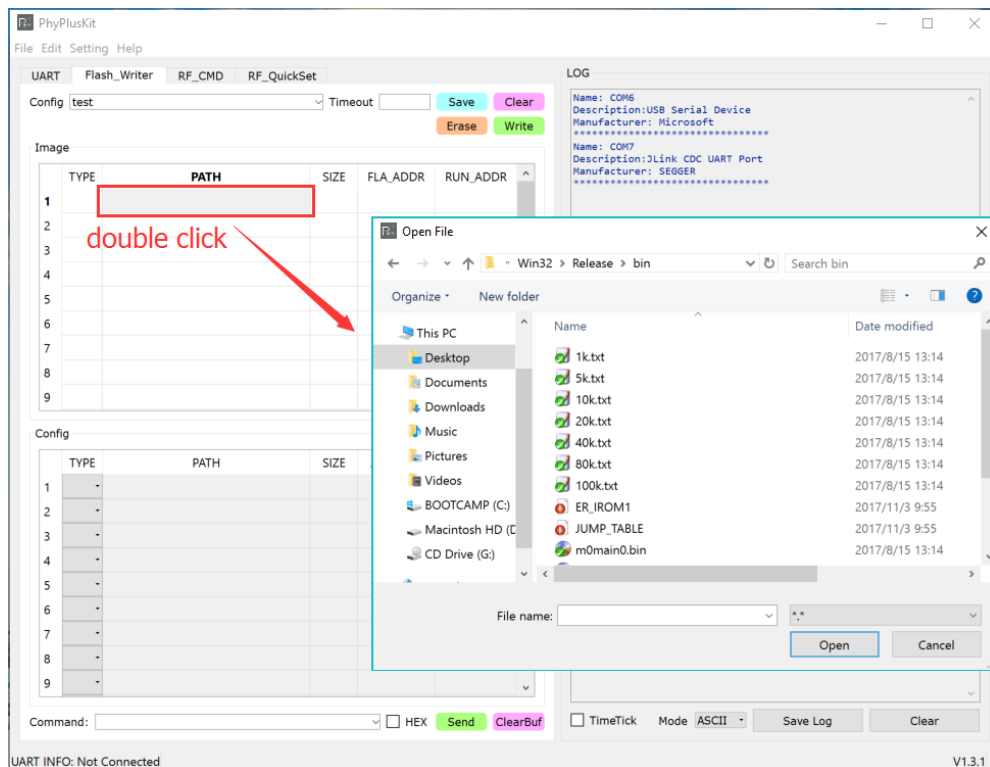 PhyPlusKit
File Edit Setting Help
UART Flash_Writer RF_CMD RF_QuickSet
Config test Timeout Save Clear
Erase Write
Image
TYPE PATH SIZE FLA_ADDR RUN_ADDR
1
2
3
4
5
6
7
8
9
double click
Config
TYPE PATH SIZE
1
2
3
4
5
6
7
8
9
Command: HEX Send ClearBuf
UART INFO: Not Connected
LOG
Name: COM6
Description:USB Serial Device
Manufacturer: Microsoft
********************************
Name: COM7
Description:JLink CDC UART Port
Manufacturer: SEGGER
********************************
Open File
Win32 > Release > bin
Search bin
Organize New folder
This PC
Desktop
Documents
Downloads
Music
Pictures
Videos
BOOTCAMP (C:)
Macintosh HD (D
CD Drive (G:)
Name Date modified
1k.txt 2017/8/15 13:14
5k.txt 2017/8/15 13:14
10k.txt 2017/8/15 13:14
20k.txt 2017/8/15 13:14
40k.txt 2017/8/15 13:14
80k.txt 2017/8/15 13:14
100k.txt 2017/8/15 13:14
ER_IROM1 2017/11/3 9:55
JUMP_TABLE 2017/11/3 9:55
m0main0.bin 2017/8/15 13:14
File name: *.*
Open Cancel
TimeTick Mode ASCII Save Log Clear
V1.3.1